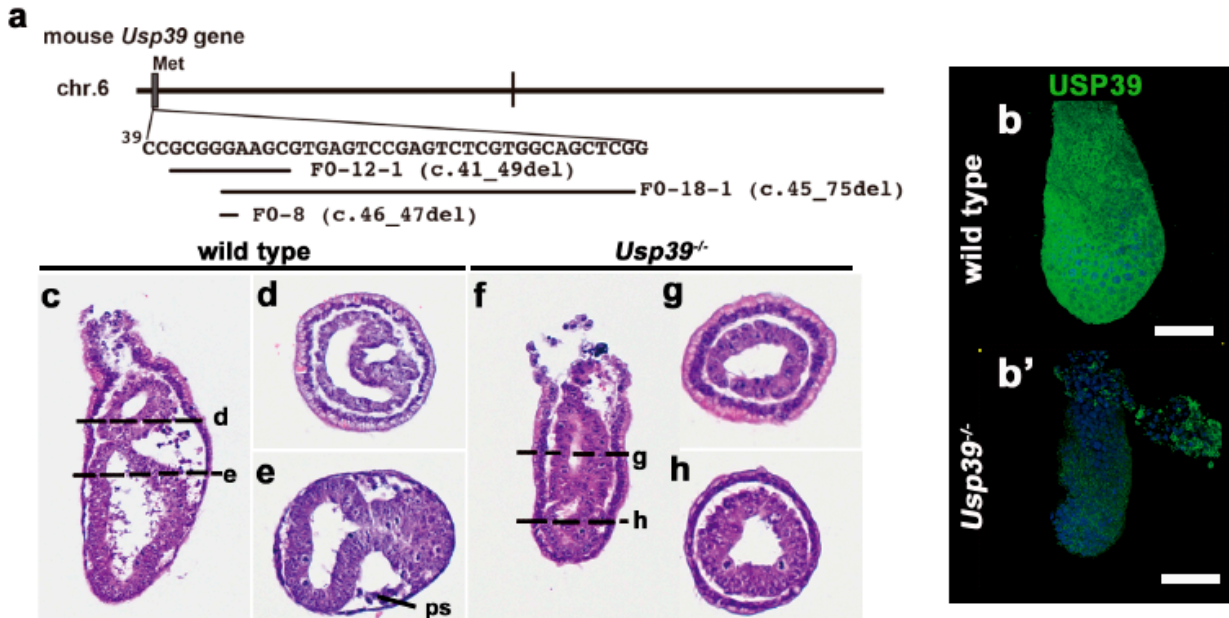 a
mouse Usp39 gene
Met
chr.6
39
CCGCGGGAAGCGTGAGTCCGAGTCTCGTGGCAGCTCGG
F0-12-1 (c.41_49del)
F0-18-1 (c.45_75del)
F0-8 (c.46_47del)
wild type
Usp39-/-
c
d
e
d
e
ps
f
g
h
g
h
USP39
b
wild type
b'
Usp39-/-